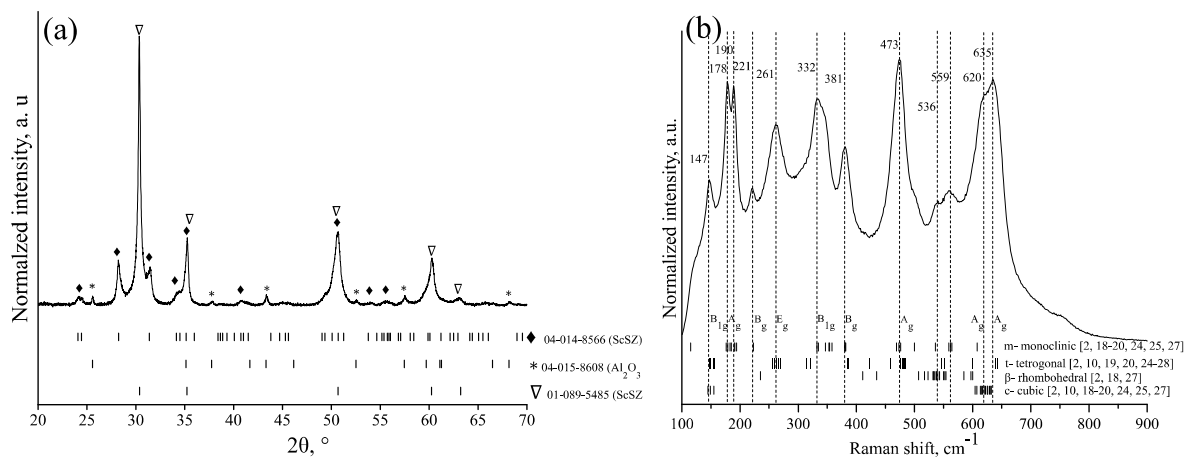 (a)
Normalized intensity, a. u
04-014-8566 (ScSZ)
* 04-015-8608 (Al2O3
01-089-5485 (ScSZ
20 25 30 35 40 45 50 55 60 65 70
2θ, °
(b)
Normalized intensity, a.u.
147
178
190
221
261
332
381
473
536
559
620
635
B1g Ag Bg Eg B1g Bg Ag Ag Ag
m- monoclinic [2, 18-20, 24, 25, 27]
t- tetrogonal [2, 10, 19, 20, 24-28]
β- rhombohedral [2, 18, 27]
c- cubic [2, 10, 18-20, 24, 25, 27]
100 200 300 400 500 600 700 800 900
Raman shift, cm-1